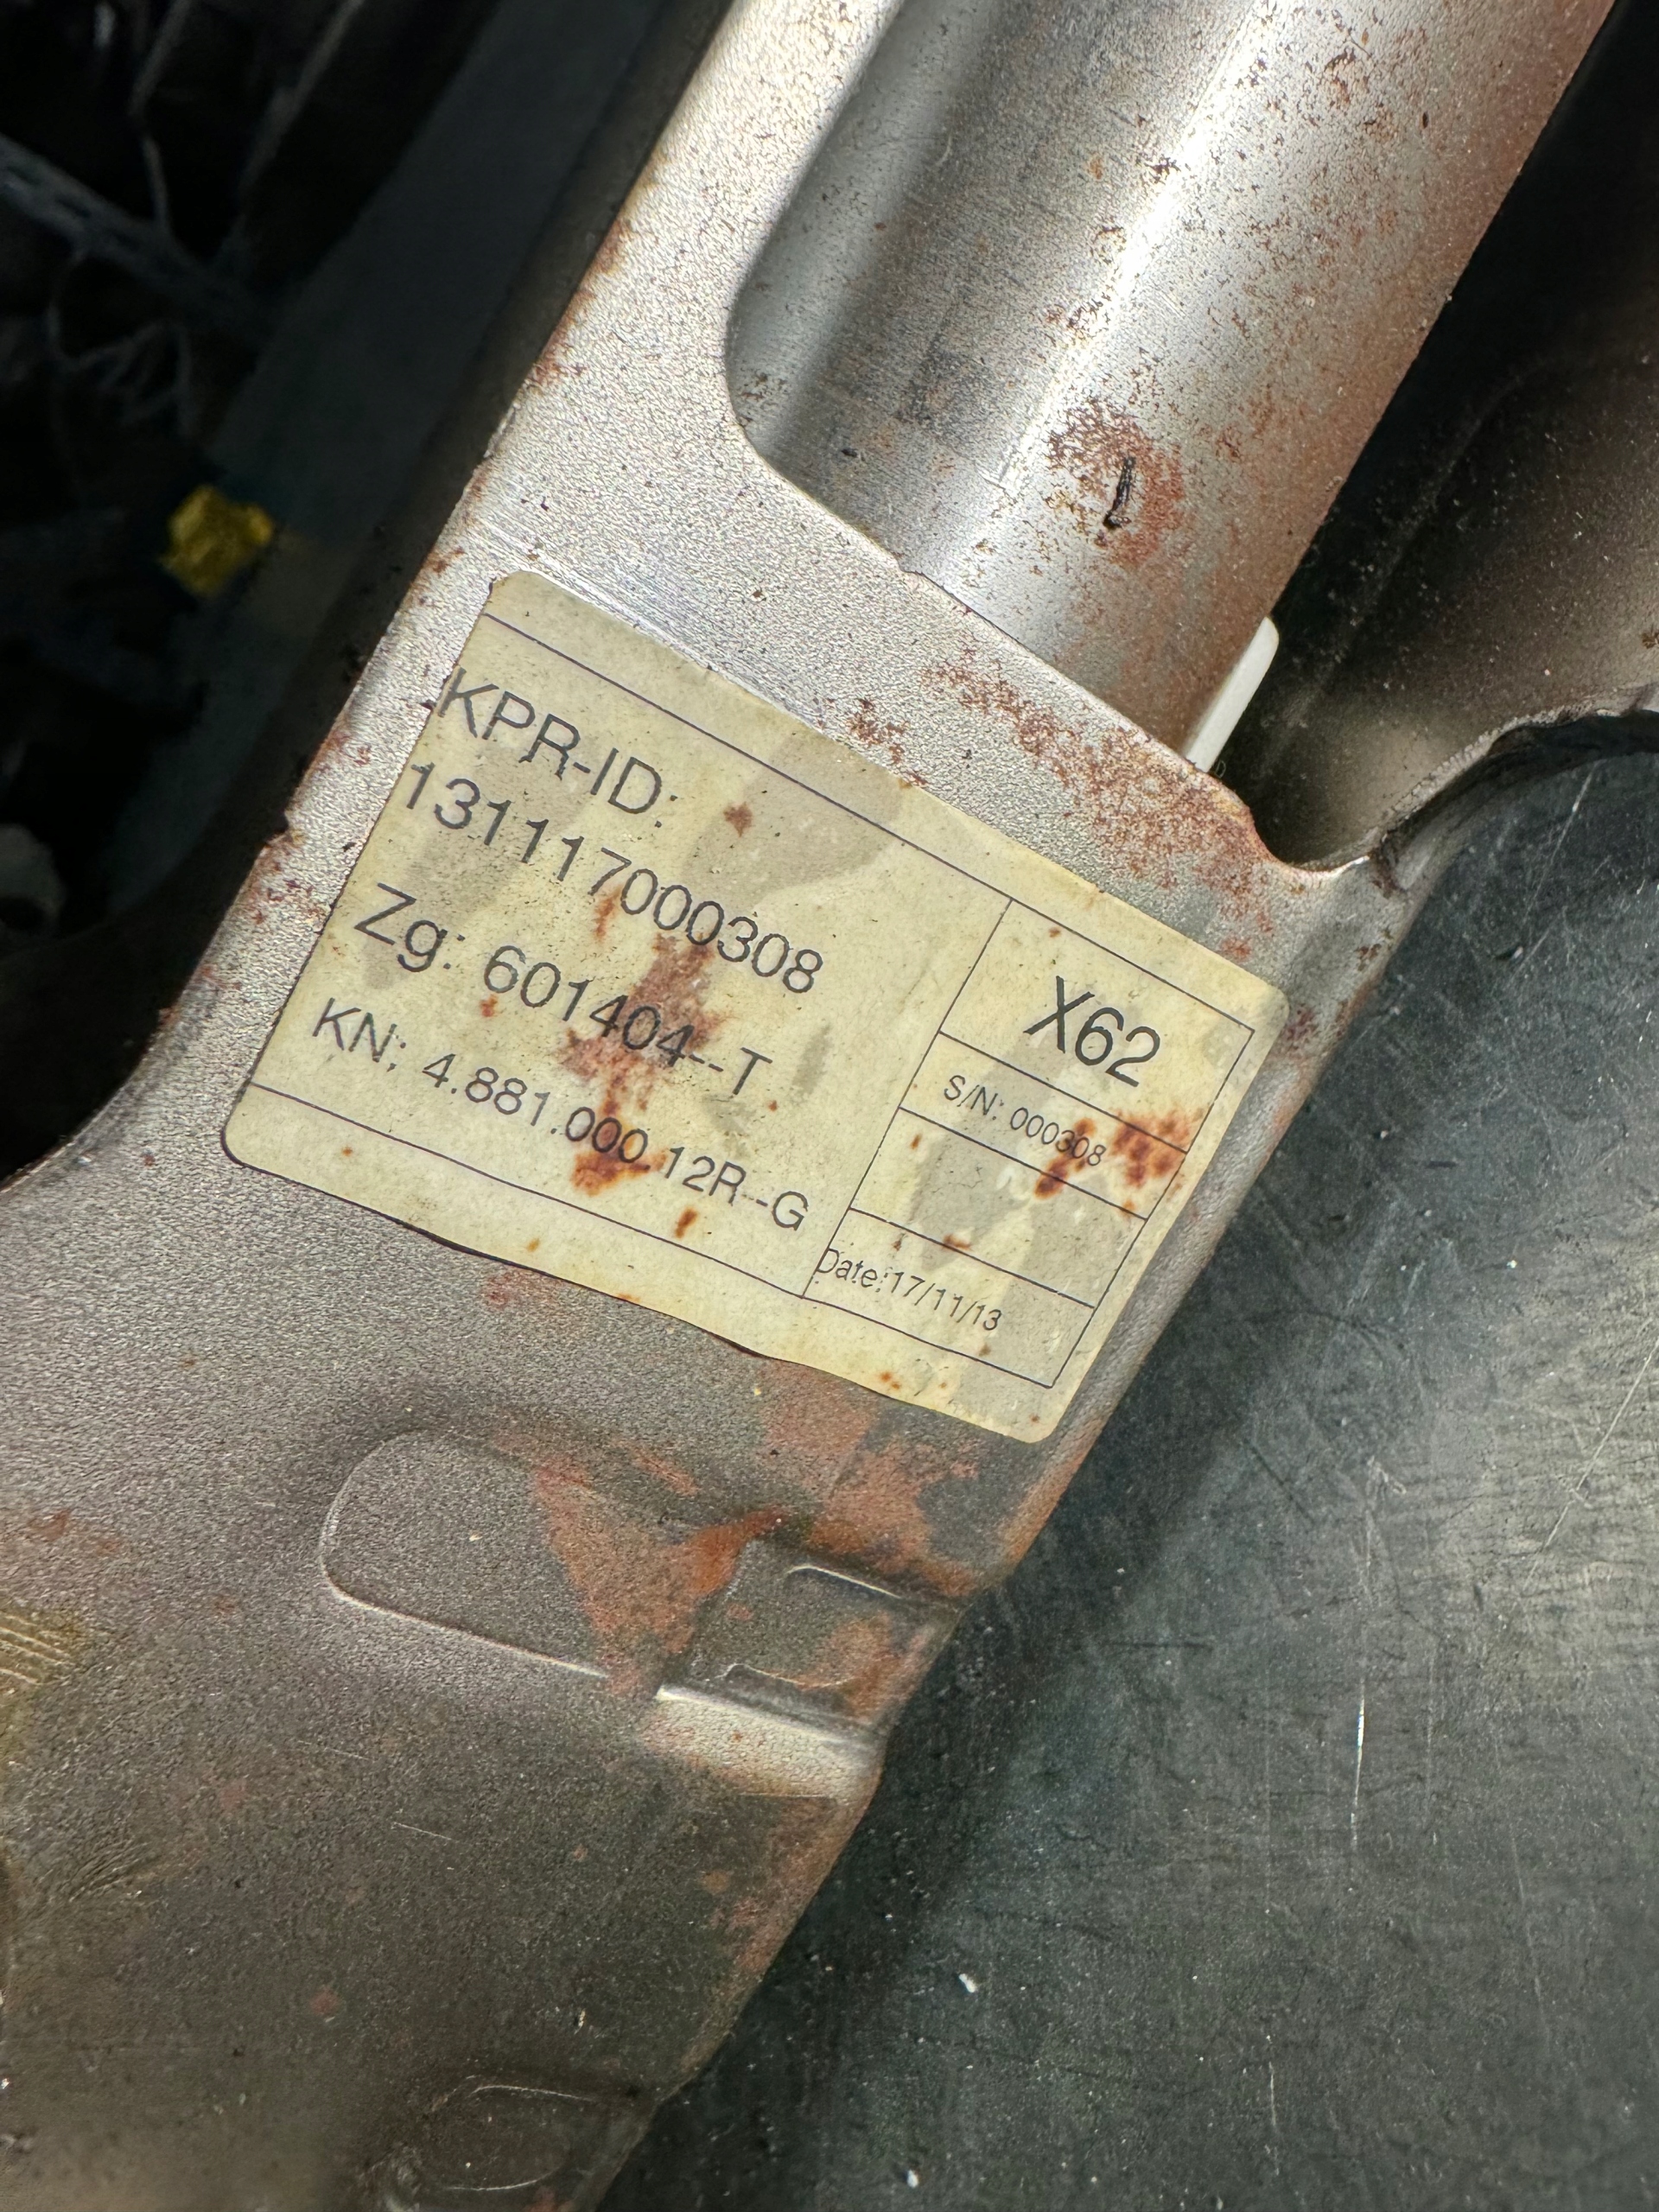 KPR-ID:
131117000308
Zg: 601404--T
KN: 4.881.000.12R--G
X62
S/N: 000308
Date:17/11/13